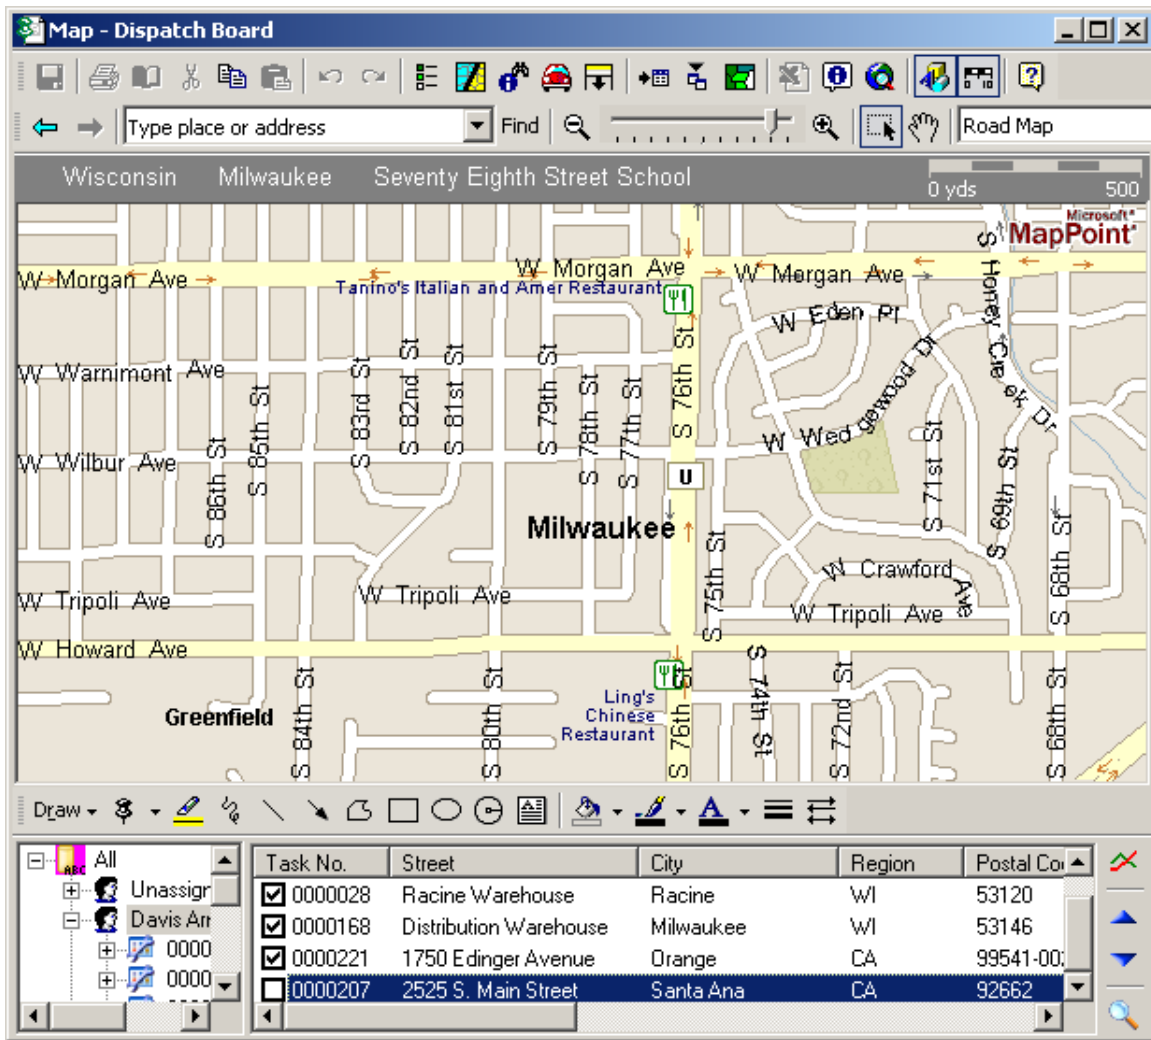 Map - Dispatch Board
Type place or address
Find
Road Map
Wisconsin Milwaukee Seventy Eighth Street School
0 yds 500
Microsoft®
MapPoint®
W Morgan Ave
W Morgan Ave
W Morgan Ave
S Honey Creek Dr
Tanino's Italian and Amer Restaurant
W Eden Pl
W Warnimont Ave
S 83rd St
S 82nd St
S 81st St
S 79th St
S 78th St
S 77th St
S 76th St
W Wedgewood Dr
S 86th St
S 85th St
W Wilbur Ave
U
S 71st St
S 69th St
Milwaukee
S 75th St
W Crawford Ave
S 68th St
W Tripoli Ave
W Tripoli Ave
W Tripoli Ave
W Howard Ave
Greenfield
S 84th St
S 80th St
Ling's
Chinese
Restaurant
S 76th St
S 74th St
S 72nd St
S 68th St
Draw
ABC
All
Unassigr
Davis Arr
0000
0000
Task No. Street City Region Postal Co
0000028 Racine Warehouse Racine WI 53120
0000168 Distribution Warehouse Milwaukee WI 53146
0000221 1750 Edinger Avenue Orange CA 99541-00
0000207 2525 S. Main Street Santa Ana CA 92662